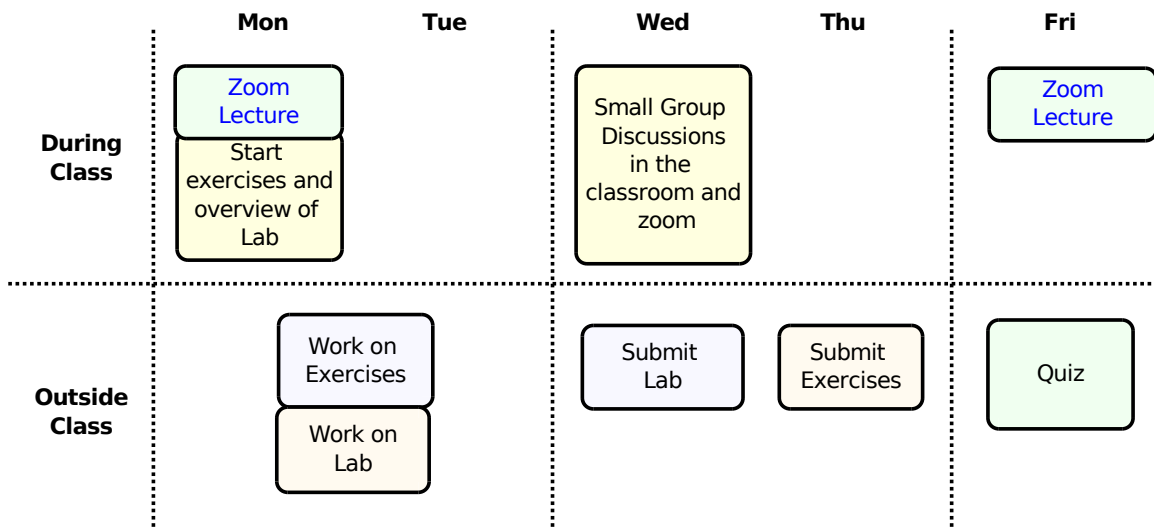 Mon
Tue
Wed
Thu
Fri
During
Class
Zoom
Lecture
Start
exercises and
overview of
Lab
Small Group
Discussions
in the
classroom and
zoom
Zoom
Lecture
Outside
Class
Work on
Exercises
Work on
Lab
Submit
Lab
Submit
Exercises
Quiz